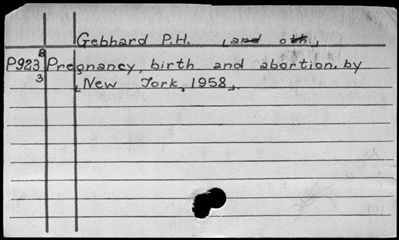 Gebhard P.H. [and oth.]
B
P923 Pregnancy, birth and abortion. by
3
[New York, 1958].